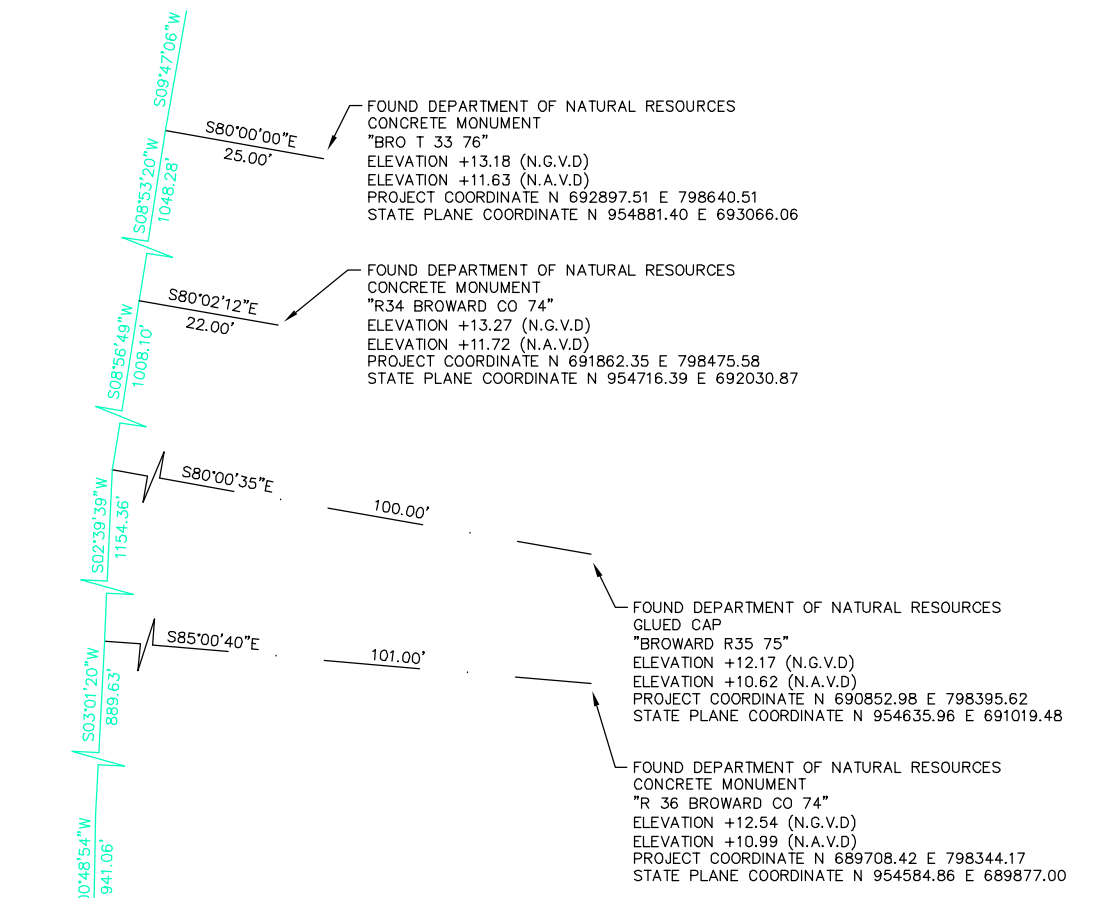 S09°47'06"W
S80°00'00"E
25.00'
FOUND DEPARTMENT OF NATURAL RESOURCES
CONCRETE MONUMENT
"BRO T 33 76"
ELEVATION +13.18 (N.G.V.D)
ELEVATION +11.63 (N.A.V.D)
PROJECT COORDINATE N 692897.51 E 798640.51
STATE PLANE COORDINATE N 954881.40 E 693066.06
S08°53'20"W
1048.28'
S80°02'12"E
22.00'
FOUND DEPARTMENT OF NATURAL RESOURCES
CONCRETE MONUMENT
"R34 BROWARD CO 74"
ELEVATION +13.27 (N.G.V.D)
ELEVATION +11.72 (N.A.V.D)
PROJECT COORDINATE N 691862.35 E 798475.58
STATE PLANE COORDINATE N 954716.39 E 692030.87
S08°56'49"W
1008.10'
S80°00'35"E
100.00'
S02°39'39"W
1154.36'
FOUND DEPARTMENT OF NATURAL RESOURCES
GLUED CAP
"BROWARD R35 75"
ELEVATION +12.17 (N.G.V.D)
ELEVATION +10.62 (N.A.V.D)
PROJECT COORDINATE N 690852.98 E 798395.62
STATE PLANE COORDINATE N 954635.96 E 691019.48
S85°00'40"E
101.00'
S03°01'20"W
889.63'
FOUND DEPARTMENT OF NATURAL RESOURCES
CONCRETE MONUMENT
"R 36 BROWARD CO 74"
ELEVATION +12.54 (N.G.V.D)
ELEVATION +10.99 (N.A.V.D)
PROJECT COORDINATE N 689708.42 E 798344.17
STATE PLANE COORDINATE N 954584.86 E 689877.00
0°48'54"W
941.06'